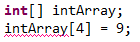 int[] intArray;
intArray[4] = 9;